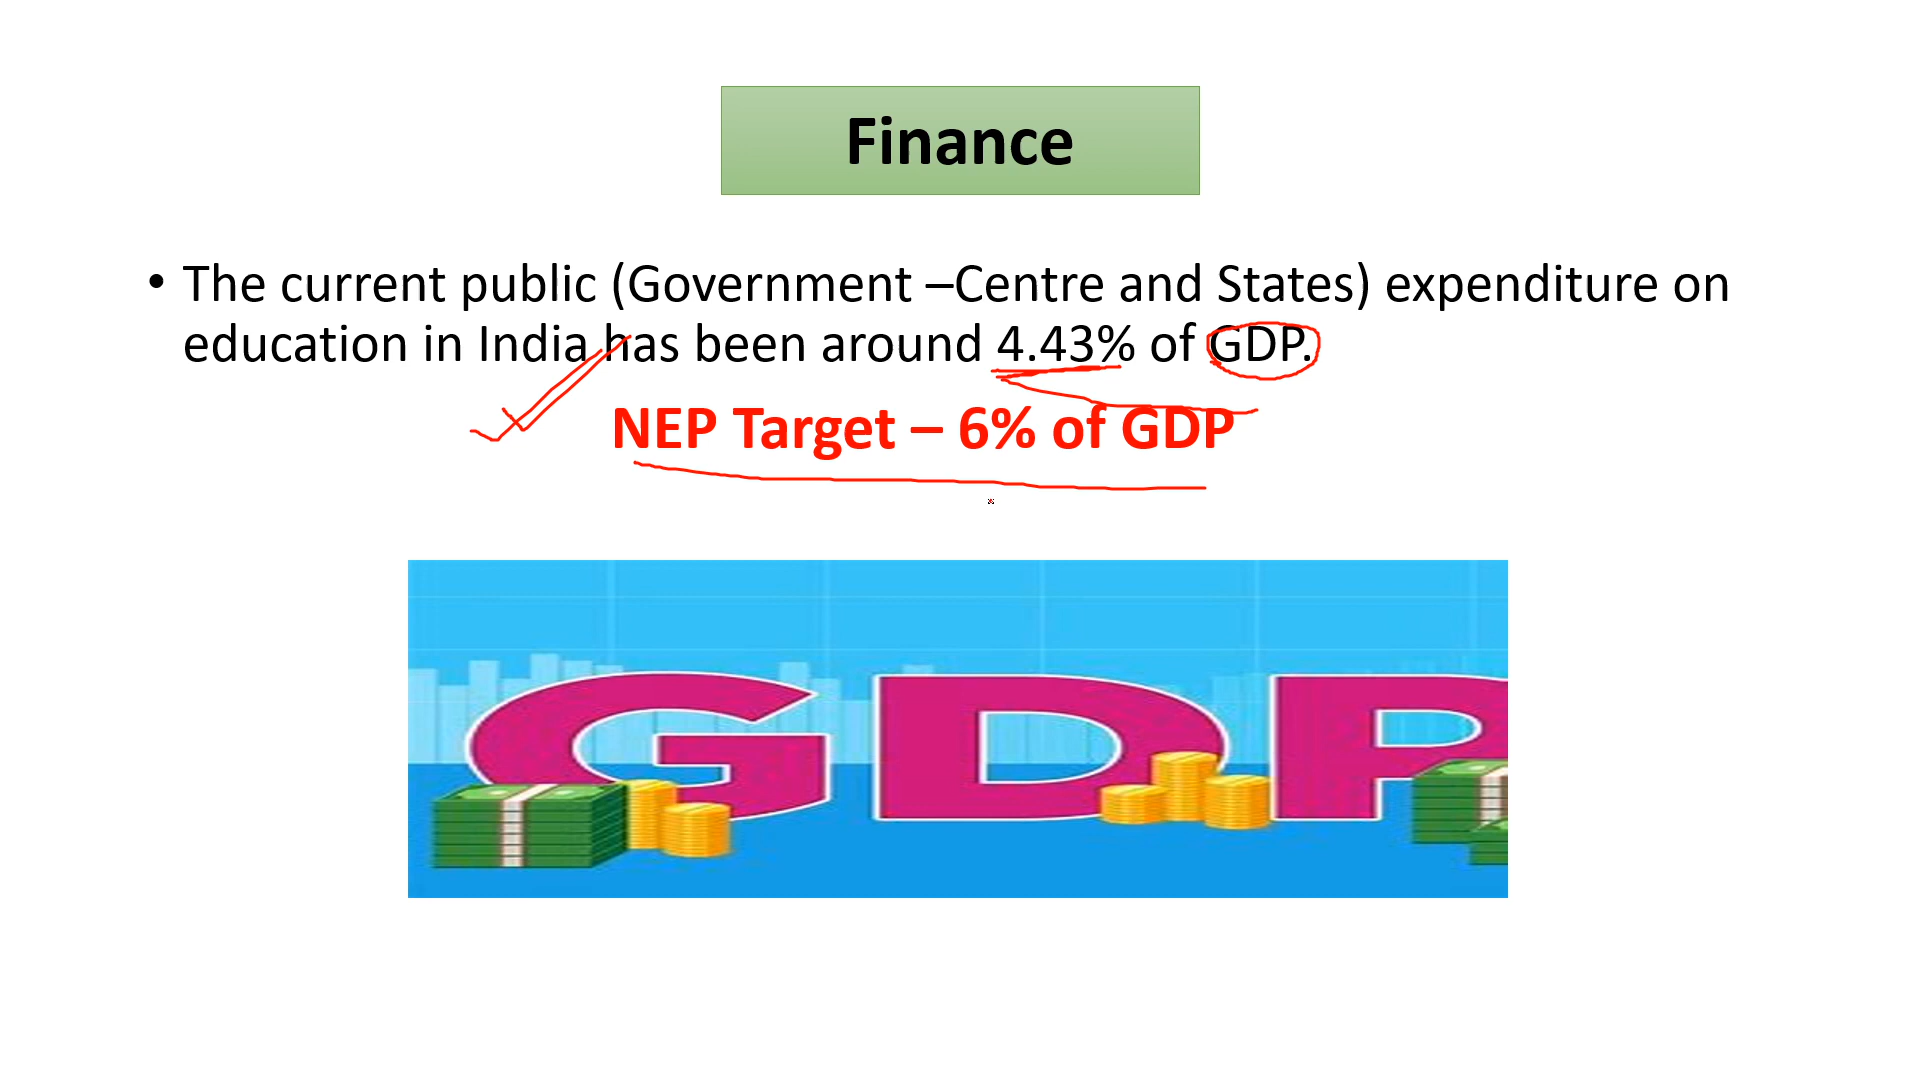 Finance
• The current public (Government –Centre and States) expenditure on
education in India has been around 4.43% of GDP.
NEP Target – 6% of GDP
GDP